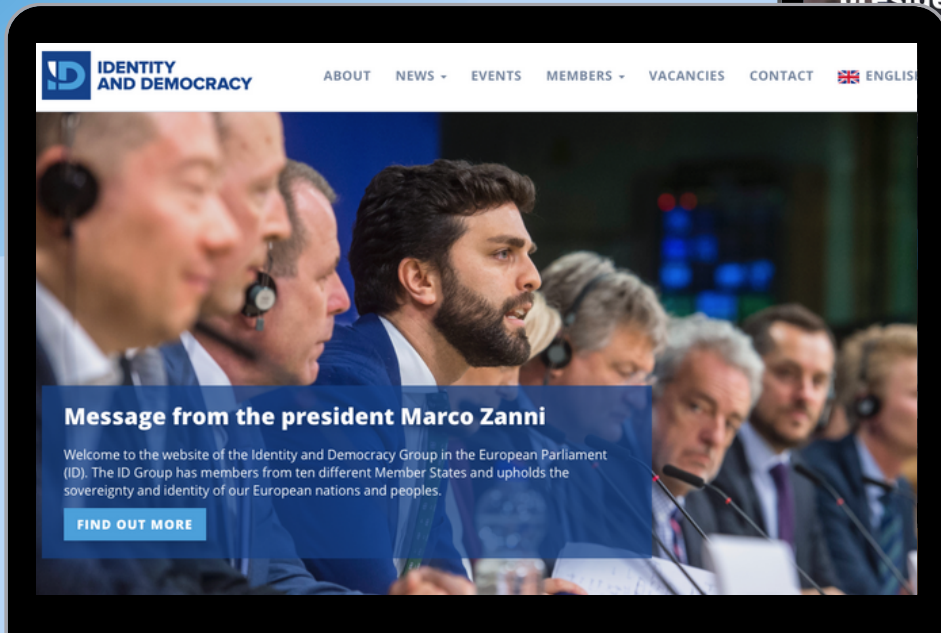 IDENTITY
AND DEMOCRACY
ABOUT
NEWS
EVENTS
MEMBERS
VACANCIES
CONTACT
Message from the president Marco Zanni
Welcome to the website of the Identity and Democracy Group in the European Parliament
(ID). The ID Group has members from ten different Member States and upholds the
sovereignty and identity of our European nations and peoples.
FIND OUT MORE